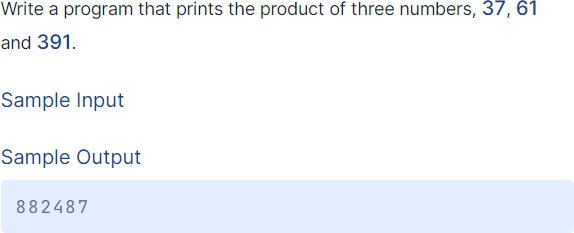 Write a program that prints the product of three numbers, 37, 61
and 391.
Sample Input
Sample Output
882487